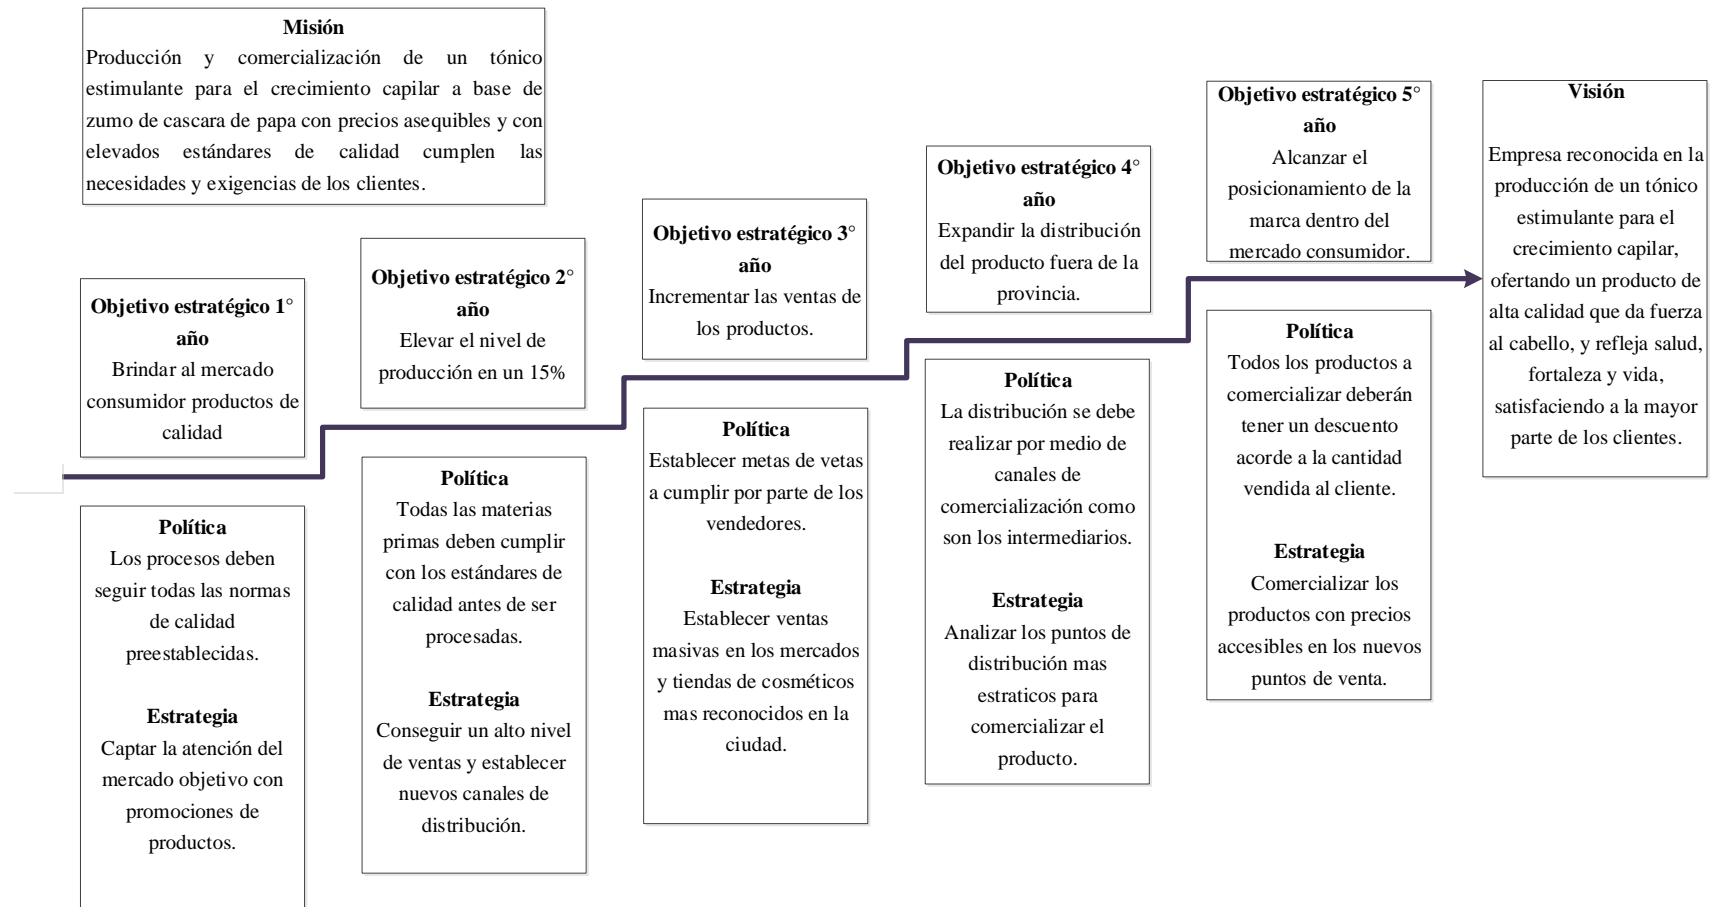 Misión
Producción y comercialización de un tónico
estimulante para el crecimiento capilar a base de
zumo de cascara de papa con precios asequibles y con
elevados estándares de calidad cumplen las
necesidades y exigencias de los clientes.
Objetivo estratégico 1°
año
Brindar al mercado
consumidor productos de
calidad
Política
Los procesos deben
seguir todas las normas
de calidad
preestablecidas.
Estrategia
Captar la atención del
mercado objetivo con
promociones de
productos.
Objetivo estratégico 2°
año
Elevar el nivel de
producción en un 15%
Política
Todas las materias
primas deben cumplir
con los estándares de
calidad antes de ser
procesadas.
Estrategia
Conseguir un alto nivel
de ventas y establecer
nuevos canales de
distribución.
Objetivo estratégico 3°
año
Incrementar las ventas de
los productos.
Política
Establecer metas de vetas
a cumplir por parte de los
vendedores.
Estrategia
Establecer ventas
masivas en los mercados
y tiendas de cosméticos
mas reconocidos en la
ciudad.
Objetivo estratégico 4°
año
Expandir la distribución
del producto fuera de la
provincia.
Política
La distribución se debe
realizar por medio de
canales de
comercialización como
son los intermediarios.
Estrategia
Analizar los puntos de
distribución mas
estraticos para
comercializar el
producto.
Objetivo estratégico 5°
año
Alcanzar el
posicionamiento de la
marca dentro del
mercado consumidor.
Política
Todos los productos a
comercializar deberán
tener un descuento
acorde a la cantidad
vendida al cliente.
Estrategia
Comercializar los
productos con precios
accesibles en los nuevos
puntos de venta.
Visión
Empresa reconocida en la
producción de un tónico
estimulante para el
crecimiento capilar,
ofertando un producto de
alta calidad que da fuerza
al cabello, y refleja salud,
fortaleza y vida,
satisfaciendo a la mayor
parte de los clientes.